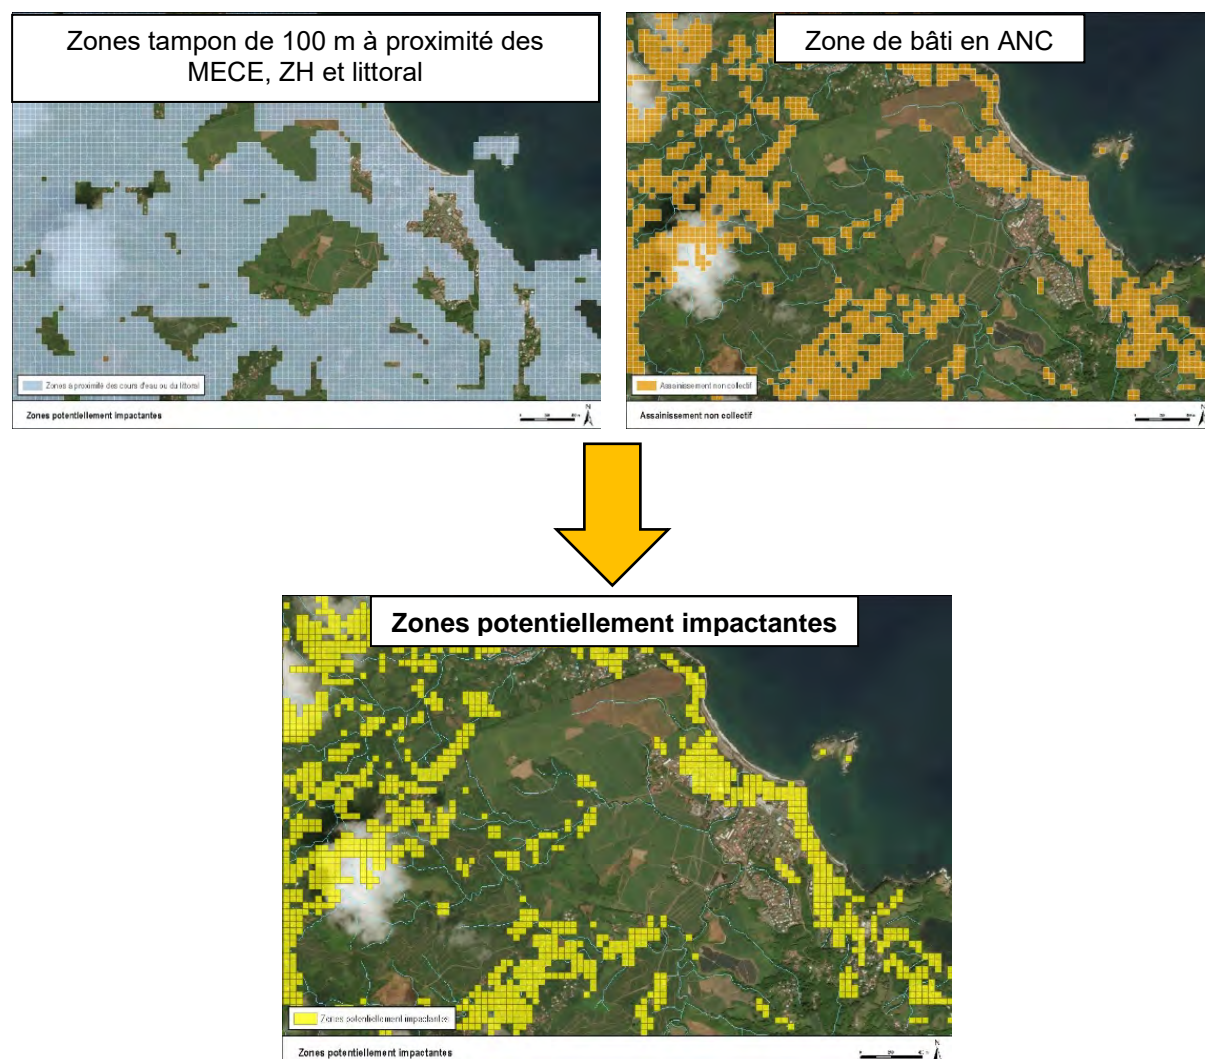 Zones tampon de 100 m à proximité des
MECE, ZH et littoral
Zone de bâti en ANC
Zones à proximité des cours d'eau ou du littoral
Zones potentiellement impactantes
N
Assainissement non collectif
Assainissement non collectif
N
Zones potentiellement impactantes
Zones potentiellement impactantes
Zones potentiellement impactantes
N